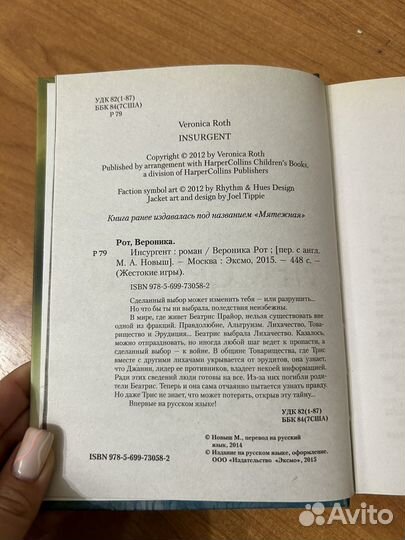 УДК 82(1-87)
ББК 84(7США)
Р 79
Veronica Roth
INSURGENT
Copyright © 2012 by Veronica Roth
Published by arrangement with HarperCollins Children's Books,
a division of HarperCollins Publishers
Faction symbol art © 2012 by Rhythm & Hues Design
Jacket art and design by Joel Tippie
Книга ранее издавалась под названием «Мятежная»
Рот, Вероника.
Р 79 Инсургент : роман / Вероника Рот ; [пер. с англ.
М. А. Новыш]. – Москва : Эксмо, 2015. – 448 с. –
(Жестокие игры).
ISBN 978-5-699-73058-2
Сделанный выбор может изменить тебя – или разрушить...
Но что бы ты ни выбрала, последствия неизбежны.
В мире, где живет Беатрис Прайор, нельзя существовать вне
одной из фракций. Правдолюбие, Альтруизм, Лихачество, Това-
рищество и Эрудиция... Беатрис выбрала Лихачество. Казалось,
можно отпраздновать, но иногда любой шаг ведет к пропасти, а
сделанный выбор – к войне. В общине Товарищества, где Трис
вместе с другими лихачами укрывается от эрудитов, она узнает,
что Джанин, лидер ее противников, владеет некоей информацией.
Ради этих сведений люди готовы на все. Из-за них погибли роди-
тели Беатрис. Теперь и она сама отчаянно пытается узнать правду.
Но даже Трис не знает, что может потерять, открыв эту тайну...
Впервые на русском языке!
УДК 82(1-87)
ББК 84(7США)
© Новыш М., перевод на русский
язык, 2014
© Издание на русском языке, оформление.
ООО «Издательство «Эксмо», 2015
ISBN 978-5-699-73058-2
Avito